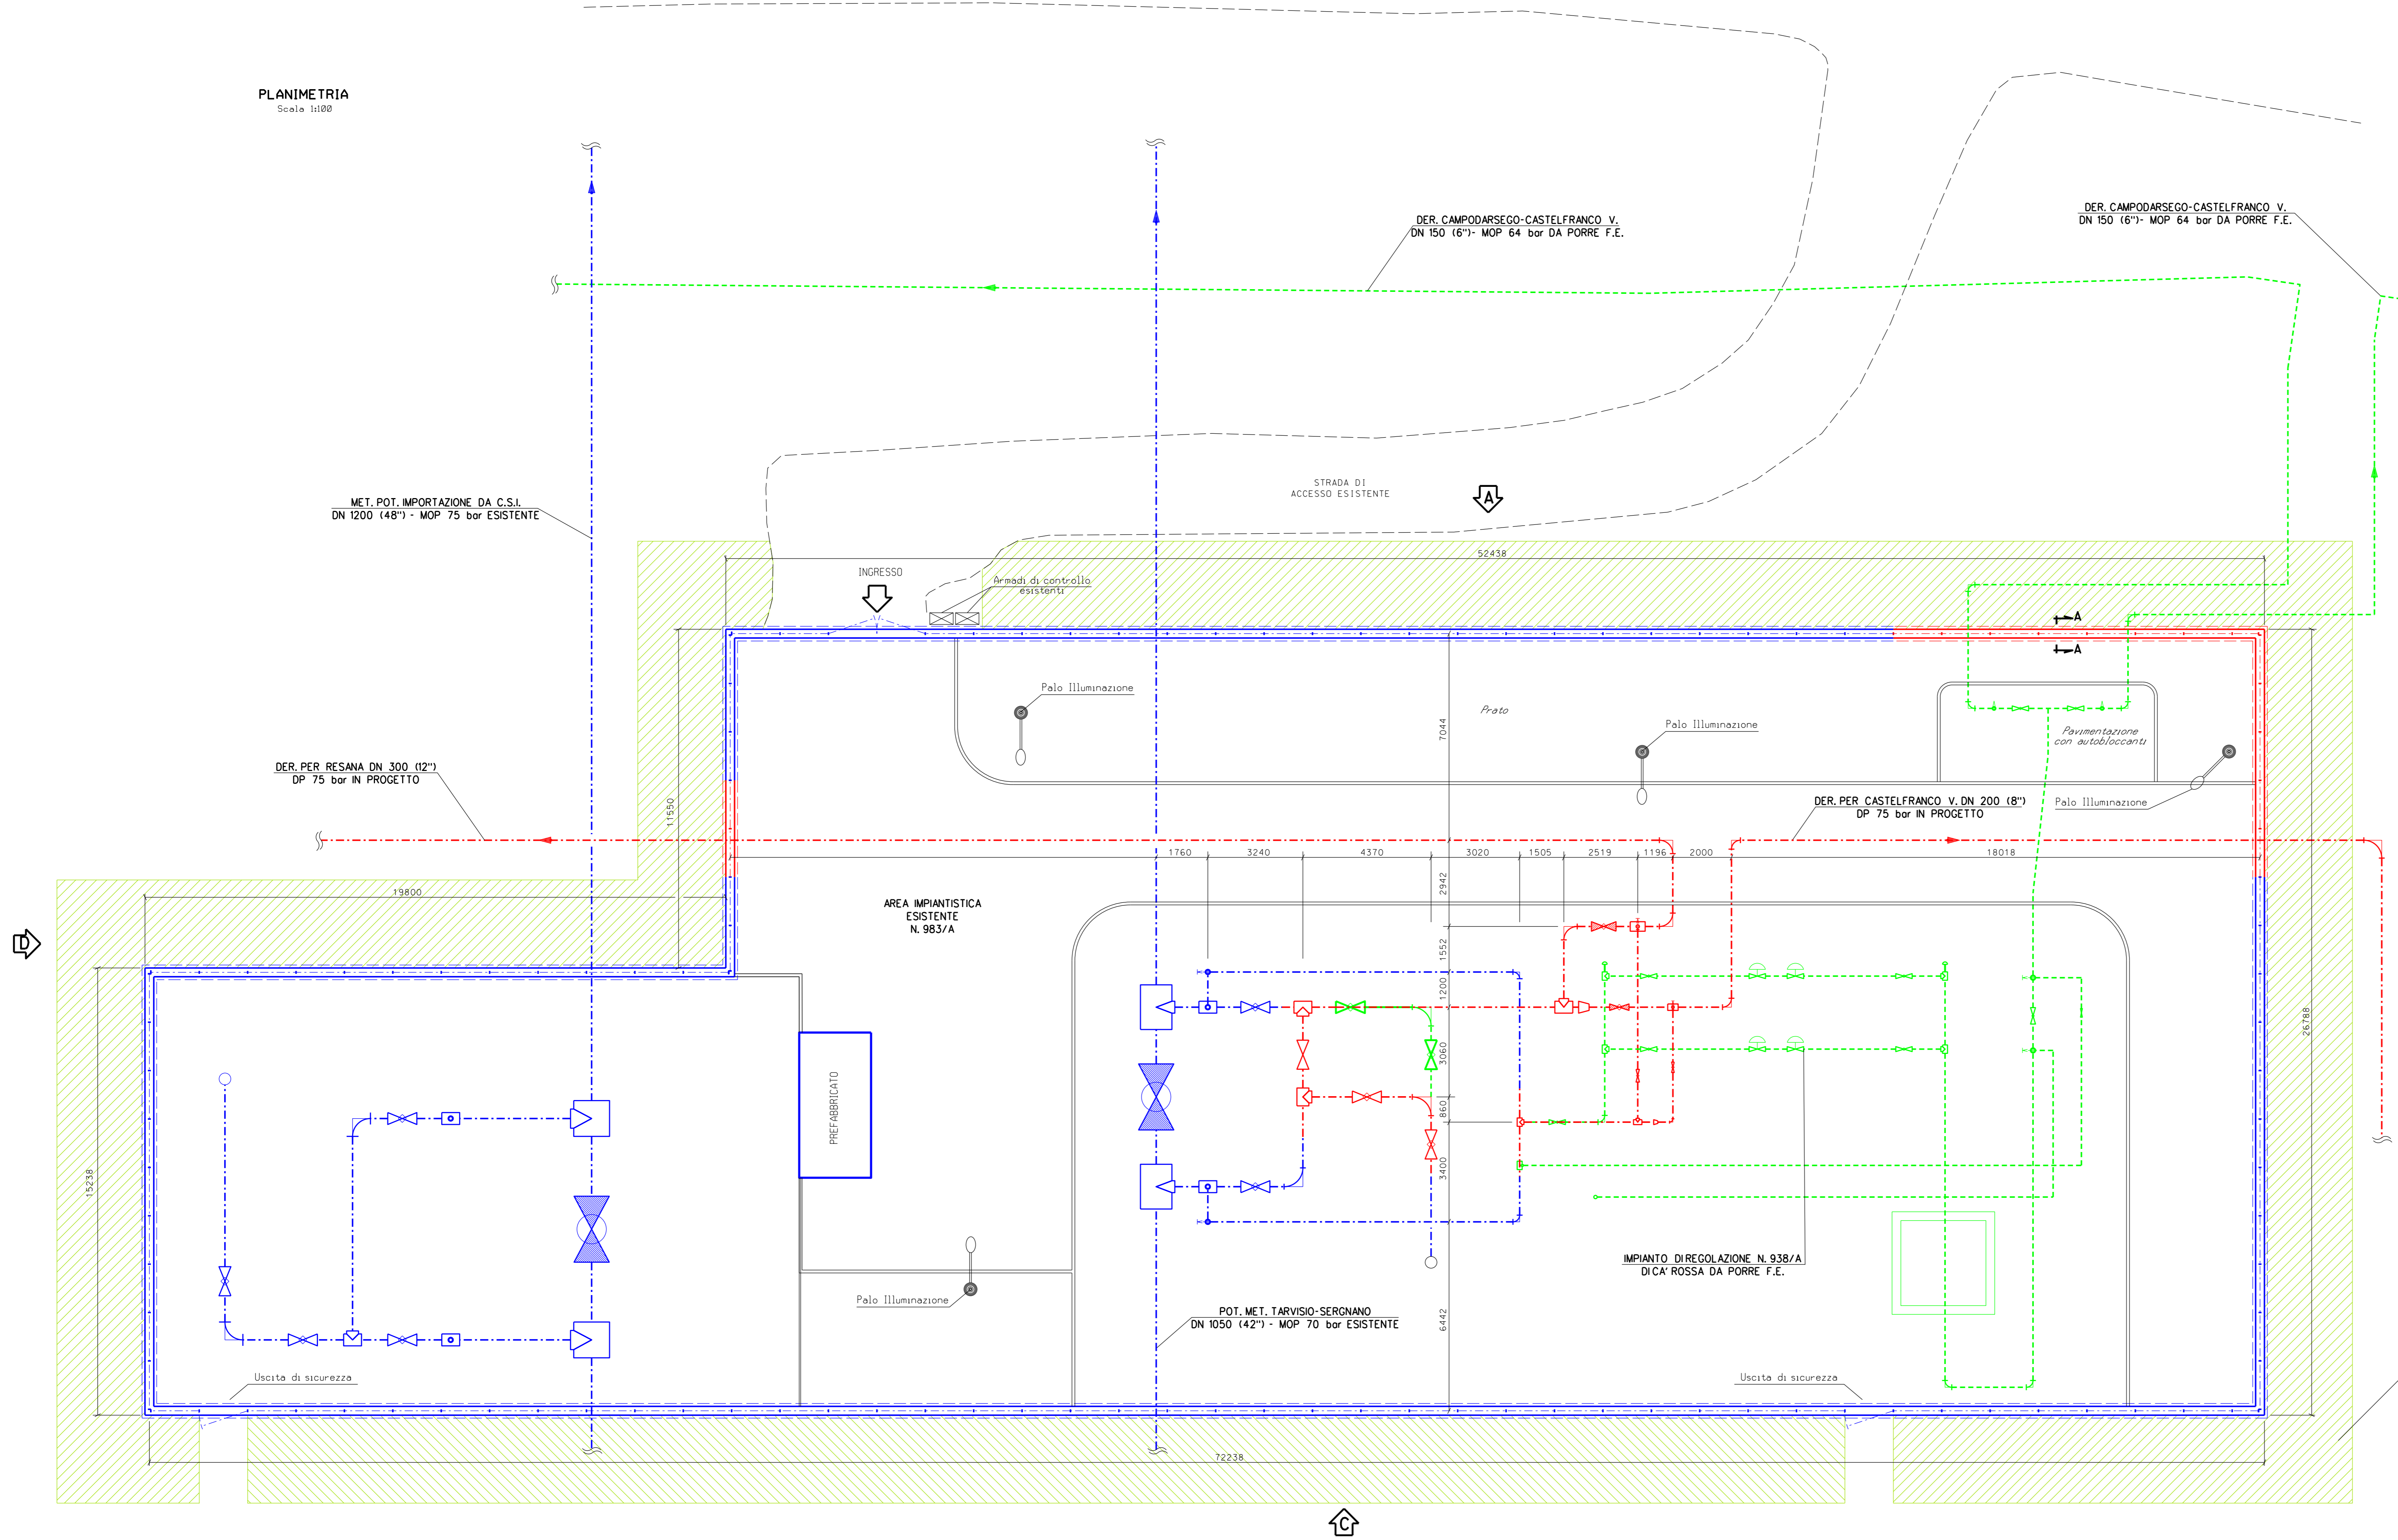 PLANIMETRIA
Scala 1:100
DER. CAMPODARSEGO-CASTELFRANCO V.
DN 150 (6")- MOP 64 bar DA PORRE F.E.
DER. CAMPODARSEGO-CASTELFRANCO V.
DN 150 (6")- MOP 64 bar DA PORRE F.E.
MET. POT. IMPORTAZIONE DA C.S.I.
DN 1200 (48") - MOP 75 bar ESISTENTE
STRADA DI
ACCESSO ESISTENTE
A
52438
INGRESSO
Armadi di controllo
esistenti
A
A
Palo Illuminazione
Prato
Palo Illuminazione
7044
Pavimentazione
con autobloccanti
DER. PER RESANA DN 300 (12")
DP 75 bar IN PROGETTO
11550
DER. PER CASTELFRANCO V. DN 200 (8")
DP 75 bar IN PROGETTO
Palo Illuminazione
1760
3240
4370
3020
1505
2519
1196
2000
18018
2942
19800
AREA IMPIANTISTICA
ESISTENTE
N. 983/A
D
1552
1200
3060
860
3400
26788
PREFABBRICATO
15238
IMPIANTO DI REGOLAZIONE N. 938/A
DI CA' ROSSA DA PORRE F.E.
Palo Illuminazione
POT. MET. TARVISIO-SERGNANO
DN 1050 (42") - MOP 70 bar ESISTENTE
6442
Uscita di sicurezza
Uscita di sicurezza
72238
C